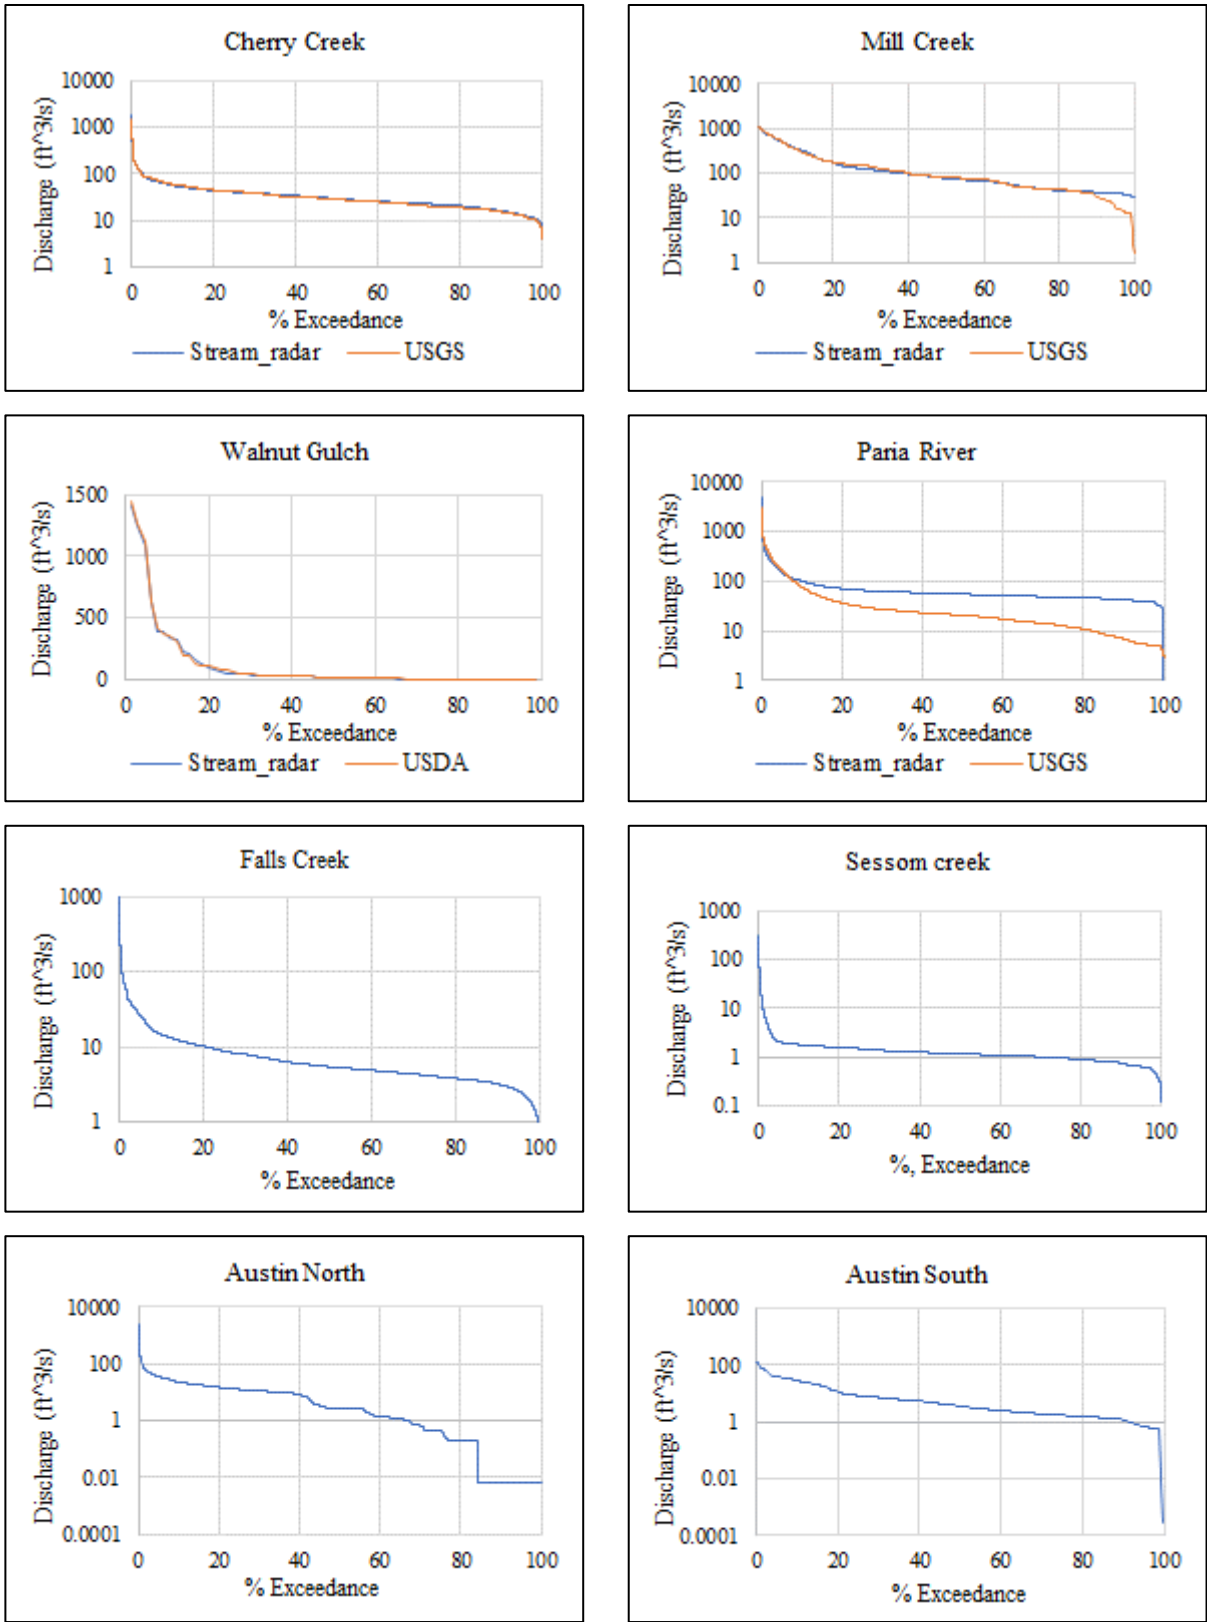 Cherry Creek
Discharge (ft^3/s)
10000
1000
100
10
1
0 20 40 60 80 100
% Exceedance
Stream_radar USGS
Mill Creek
Discharge (ft^3/s)
10000
1000
100
10
1
0 20 40 60 80 100
% Exceedance
Stream_radar USGS
Walnut Gulch
Discharge (ft^3/s)
1500
1000
500
0
0 20 40 60 80 100
% Exceedance
Stream_radar USDA
Paria River
Discharge (ft^3/s)
10000
1000
100
10
1
0 20 40 60 80 100
% Exceedance
Stream_radar USGS
Falls Creek
Discharge (ft^3/s)
1000
100
10
1
0 20 40 60 80 100
% Exceedance
Sessom creek
Discharge (ft^3/s)
1000
100
10
1
0.1
0 20 40 60 80 100
%, Exceedance
Austin North
Discharge (ft^3/s)
10000
100
1
0.01
0.0001
0 20 40 60 80 100
% Exceedance
Austin South
Discharge (ft^3/s)
10000
100
1
0.01
0.0001
0 20 40 60 80 100
% Exceedance